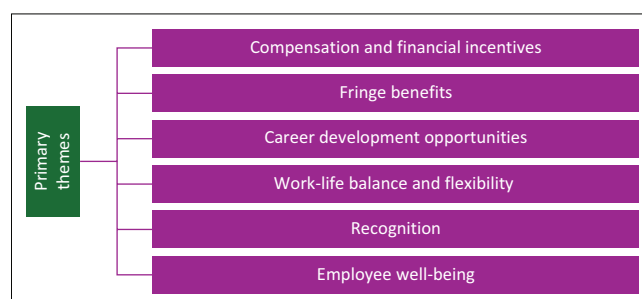 Primary
themes
Compensation and financial incentives
Fringe benefits
Career development opportunities
Work-life balance and flexibility
Recognition
Employee well-being